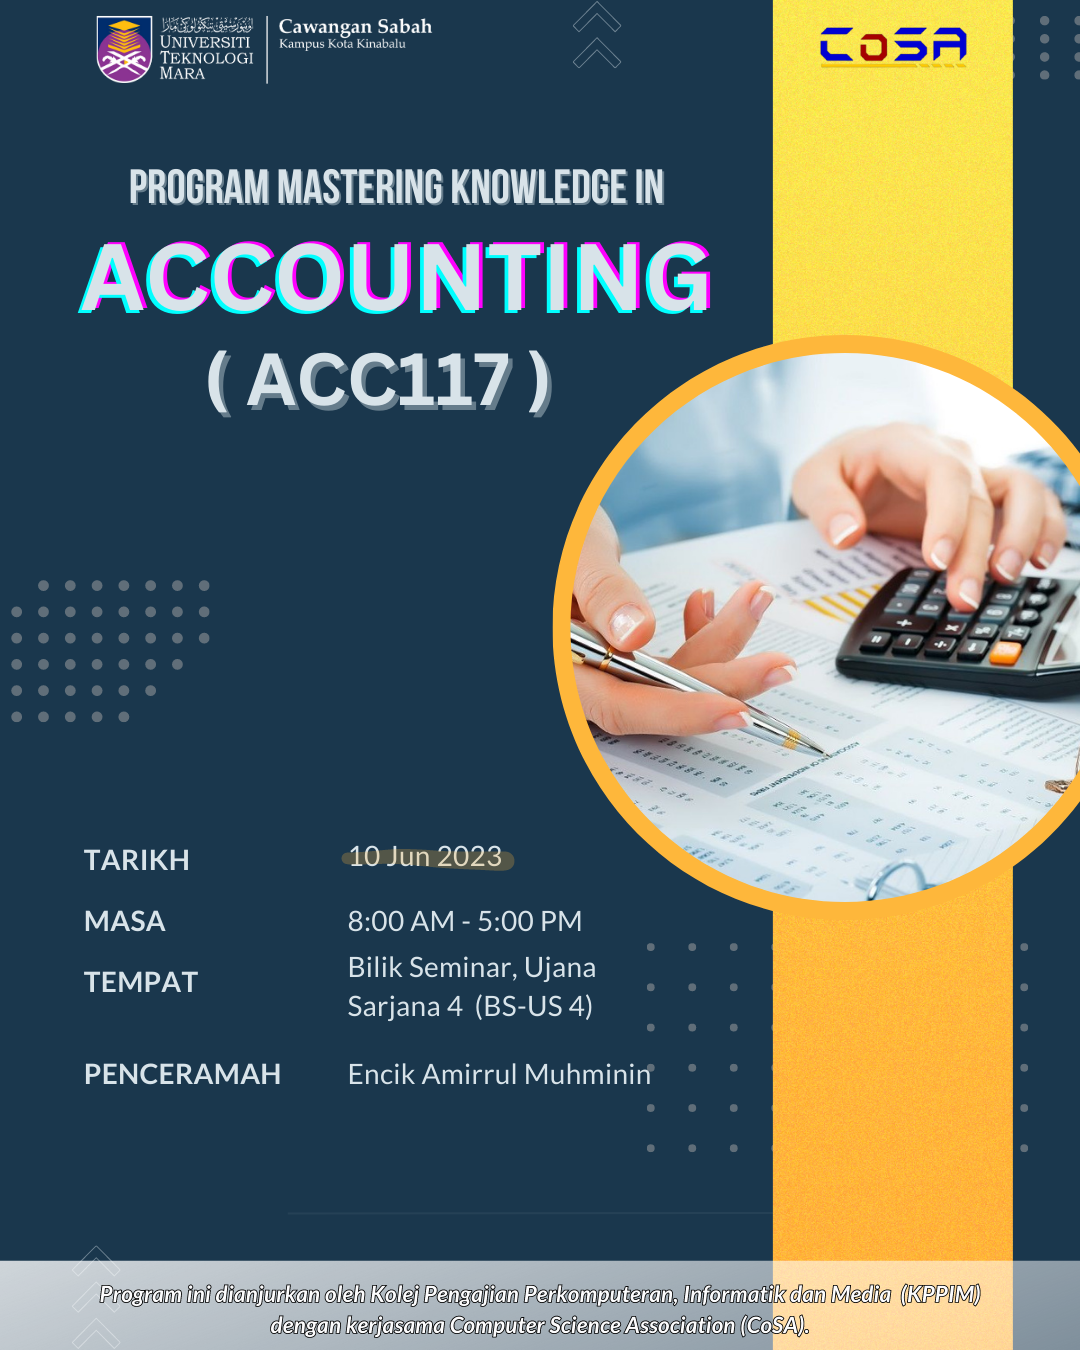 UNIVERSITI
TEKNOLOGI
MARA
Cawangan Sabah
Kampus Kota Kinabalu
CoSA
PROGRAM MASTERING KNOWLEDGE IN
ACCOUNTING
( ACC117 )
TARIKH 10 Jun 2023
MASA 8:00 AM - 5:00 PM
TEMPAT Bilik Seminar, Ujana
Sarjana 4 (BS-US 4)
PENCERAMAH Encik Amirrul Muhminin
Program ini dianjurkan oleh Kolej Pengajian Perkomputeran, Informatik dan Media (KPPIM)
dengan kerjasama Computer Science Association (CoSA).